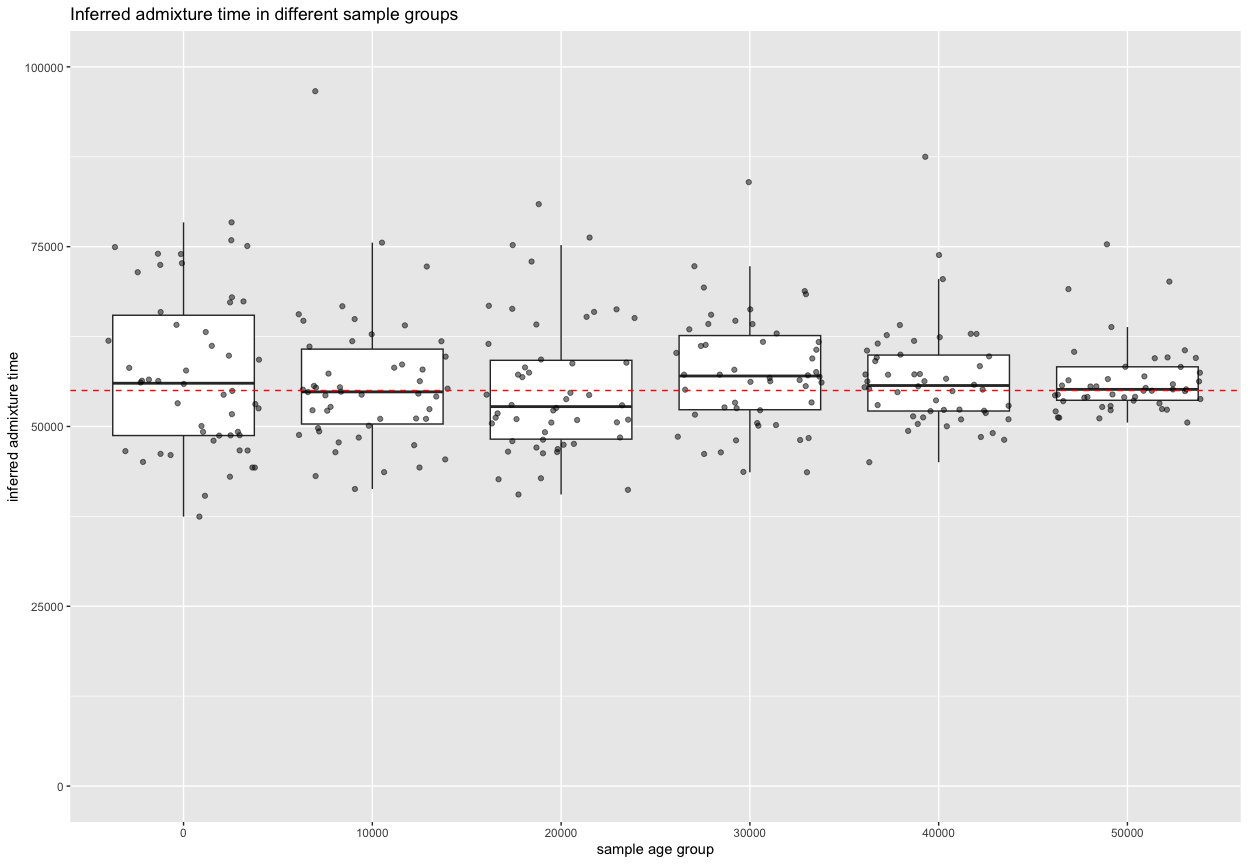 Inferred admixture time in different sample groups
inferred admixture time
100000
75000
50000
25000
0
0 10000 20000 30000 40000 50000
sample age group